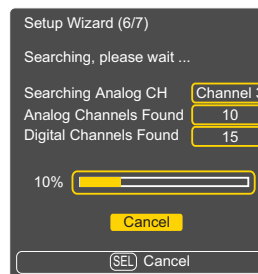 Setup Wizard (6/7)
Searching, please wait ...
Searching Analog CH Channel 3
Analog Channels Found 10
Digital Channels Found 15
10%
Cancel
SEL Cancel